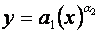 y = a₁(x)^α₂